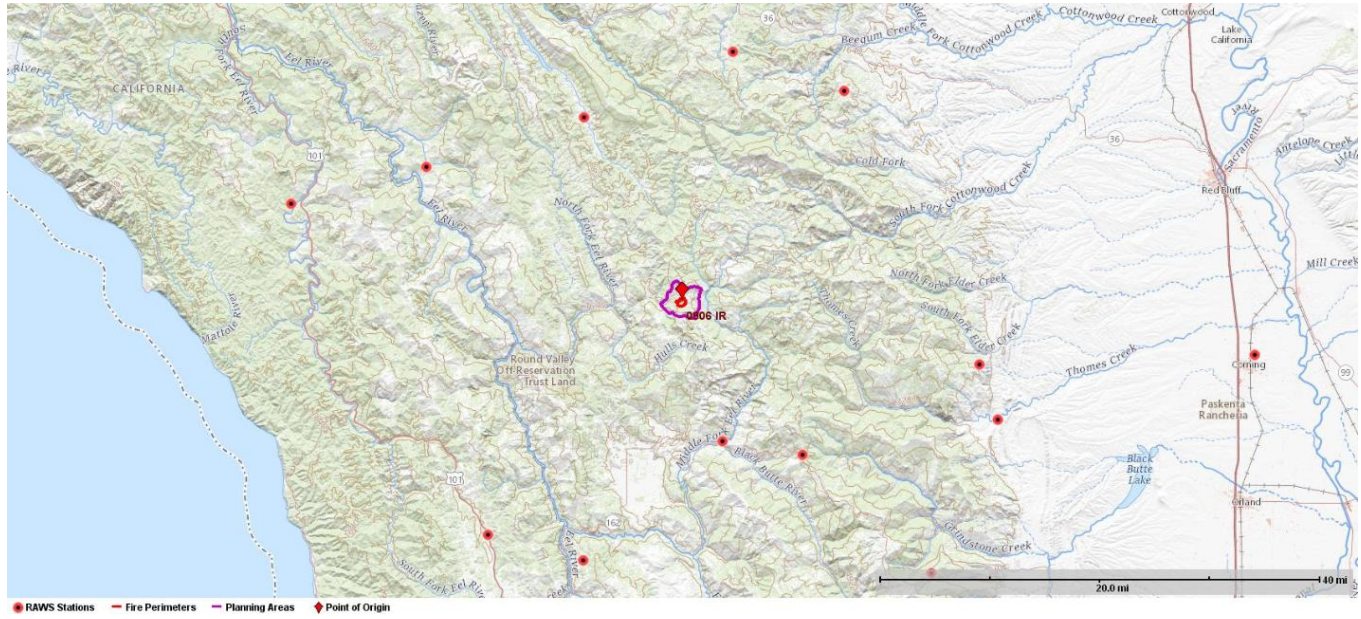 36
Middle Fork Cottonwood Creek
Cottonwood Creek
Cottonwood
Lake
California
Beegum Creek
South
Fork Eel River
Eel River
CALIFORNIA
101
36
River
Sacramento
Antelope Creek
Cold Fork
Red Bluff
Eel River
North Fork Eel River
South Fork Cottonwood Creek
Mill Creek
North Fork Elder Creek
Mattole River
0906 IR
Thomes Creek
South Fork Elder Creek
Hulls Creek
Round Valley
Off-Reservation
Trust Land
Thomes Creek
Corning
99
Paskenta
Rancheria
Middle Fork Eel River
Black Butte River
Black
Butte
Lake
101
Orland
162
Grindstone Creek
Eel River
South Fork Eel River
20.0 mi
40 mi
RAWS Stations
Fire Perimeters
Planning Areas
Point of Origin